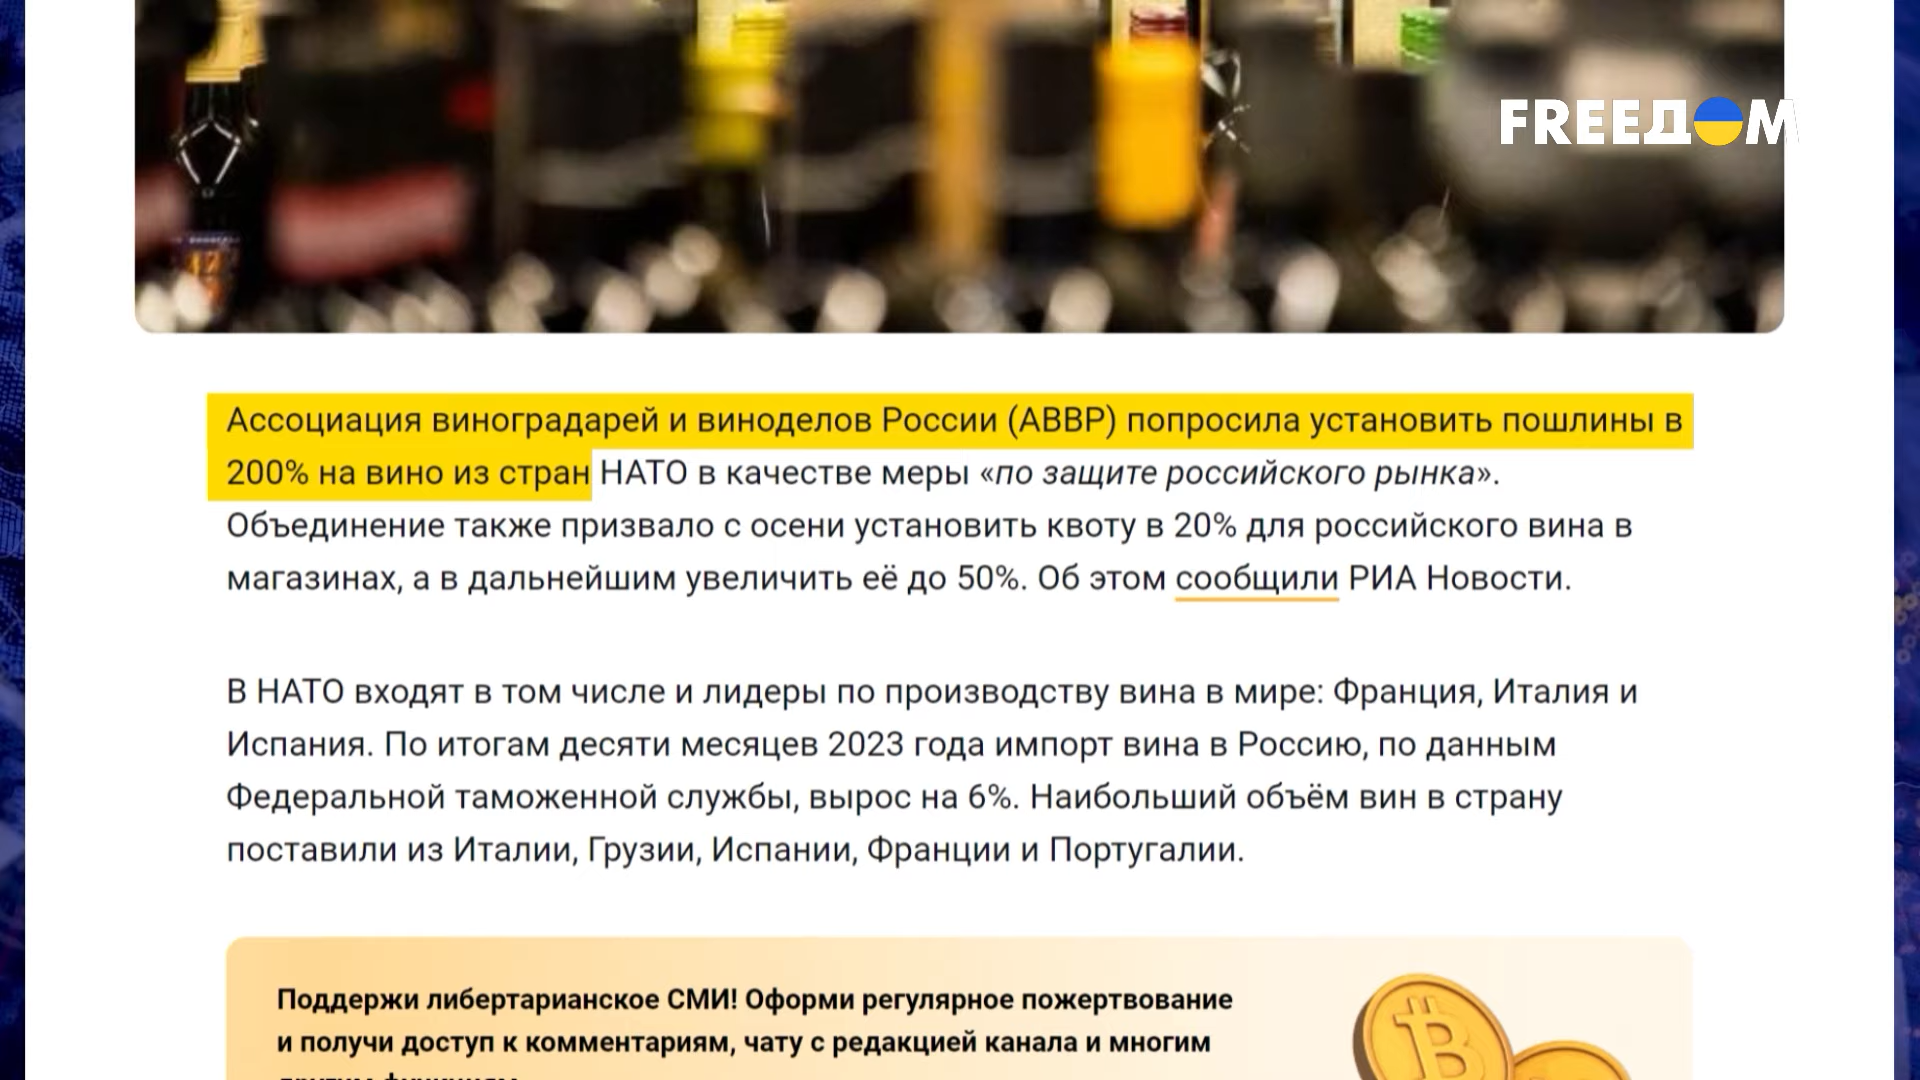 FREEДOM
Ассоциация виноградарей и виноделов России (АВВР) попросила установить пошлины в
200% на вино из стран НАТО в качестве меры «по защите российского рынка».
Объединение также призвало с осени установить квоту в 20% для российского вина в
магазинах, а в дальнейшим увеличить её до 50%. Об этом сообщили РИА Новости.
В НАТО входят в том числе и лидеры по производству вина в мире: Франция, Италия и
Испания. По итогам десяти месяцев 2023 года импорт вина в Россию, по данным
Федеральной таможенной службы, вырос на 6%. Наибольший объём вин в страну
поставили из Италии, Грузии, Испании, Франции и Португалии.
Поддержи либертарианское СМИ! Оформи регулярное пожертвование
и получи доступ к комментариям, чату с редакцией канала и многим